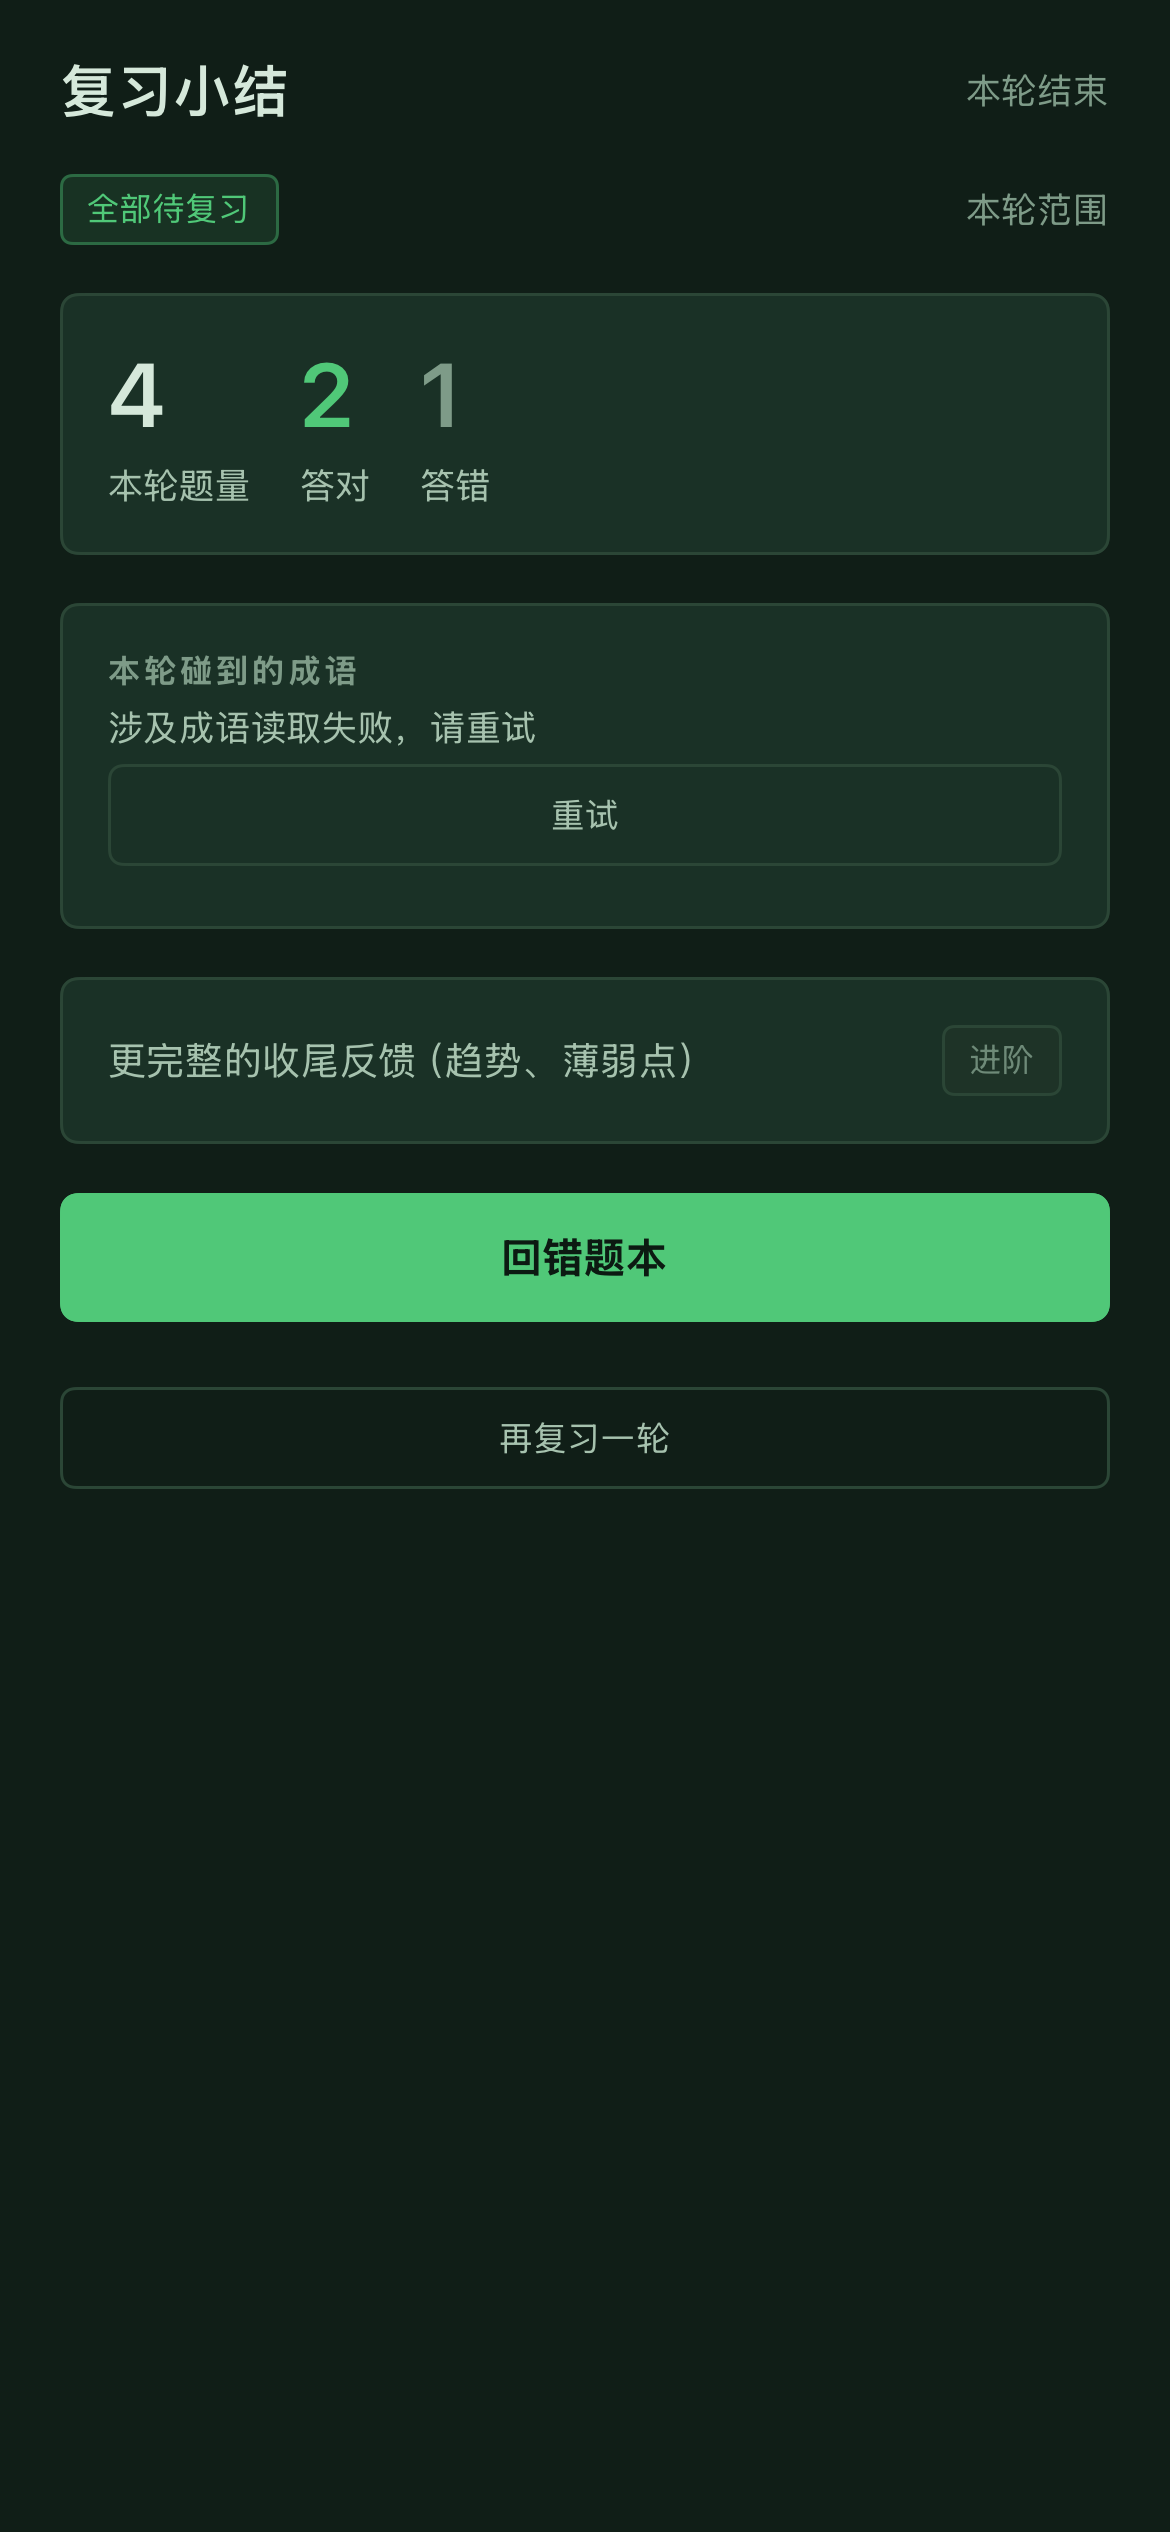 复习小结
本轮结束
全部待复习
本轮范围
4 2 1
本轮题量 答对 答错
本轮碰到的成语
涉及成语读取失败，请重试
重试
更完整的收尾反馈（趋势、薄弱点）
进阶
回错题本
再复习一轮